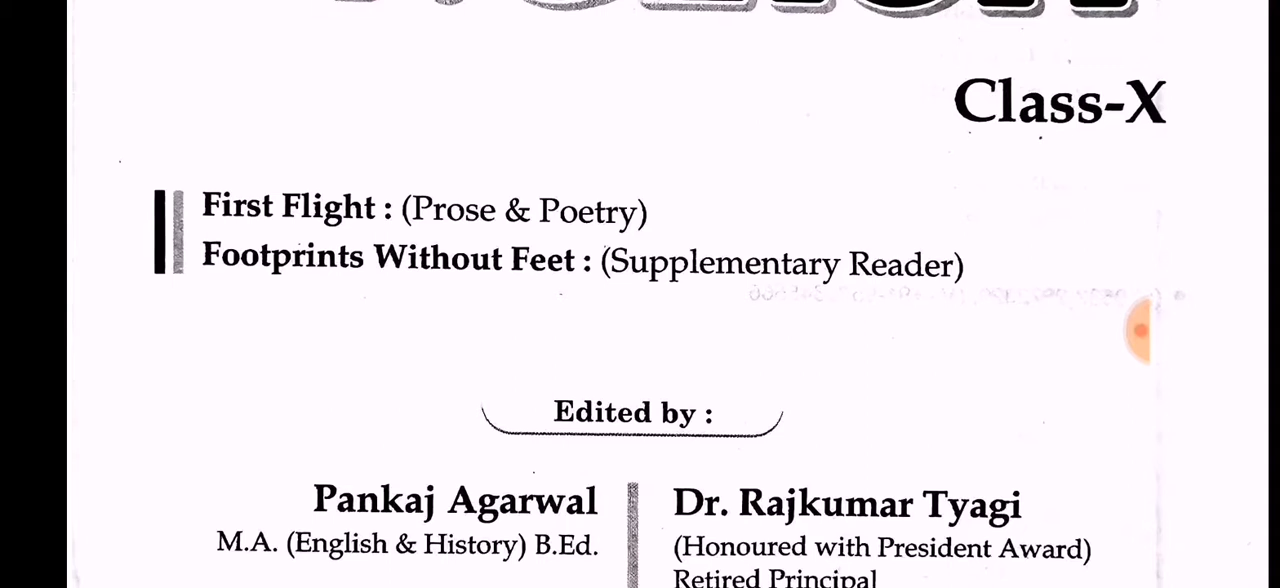 Class-X
First Flight : (Prose & Poetry)
Footprints Without Feet : (Supplementary Reader)
Edited by :
Pankaj Agarwal
M.A. (English & History) B.Ed.
Dr. Rajkumar Tyagi
(Honoured with President Award)
Retired Principal